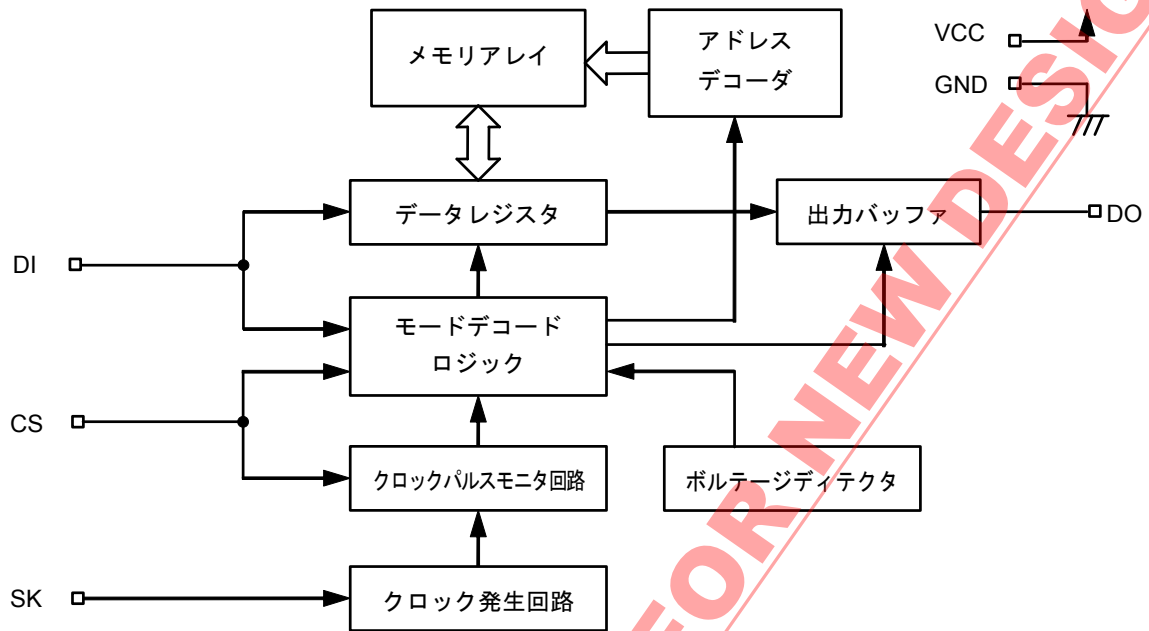 メモリアレイ
アドレス
デコーダ
VCC
GND
データレジスタ
出力バッファ
DO
DI
モードデコード
ロジック
CS
クロックパルスモニタ回路
ボルテージディテクタ
SK
クロック発生回路
FOR NEW DESIG